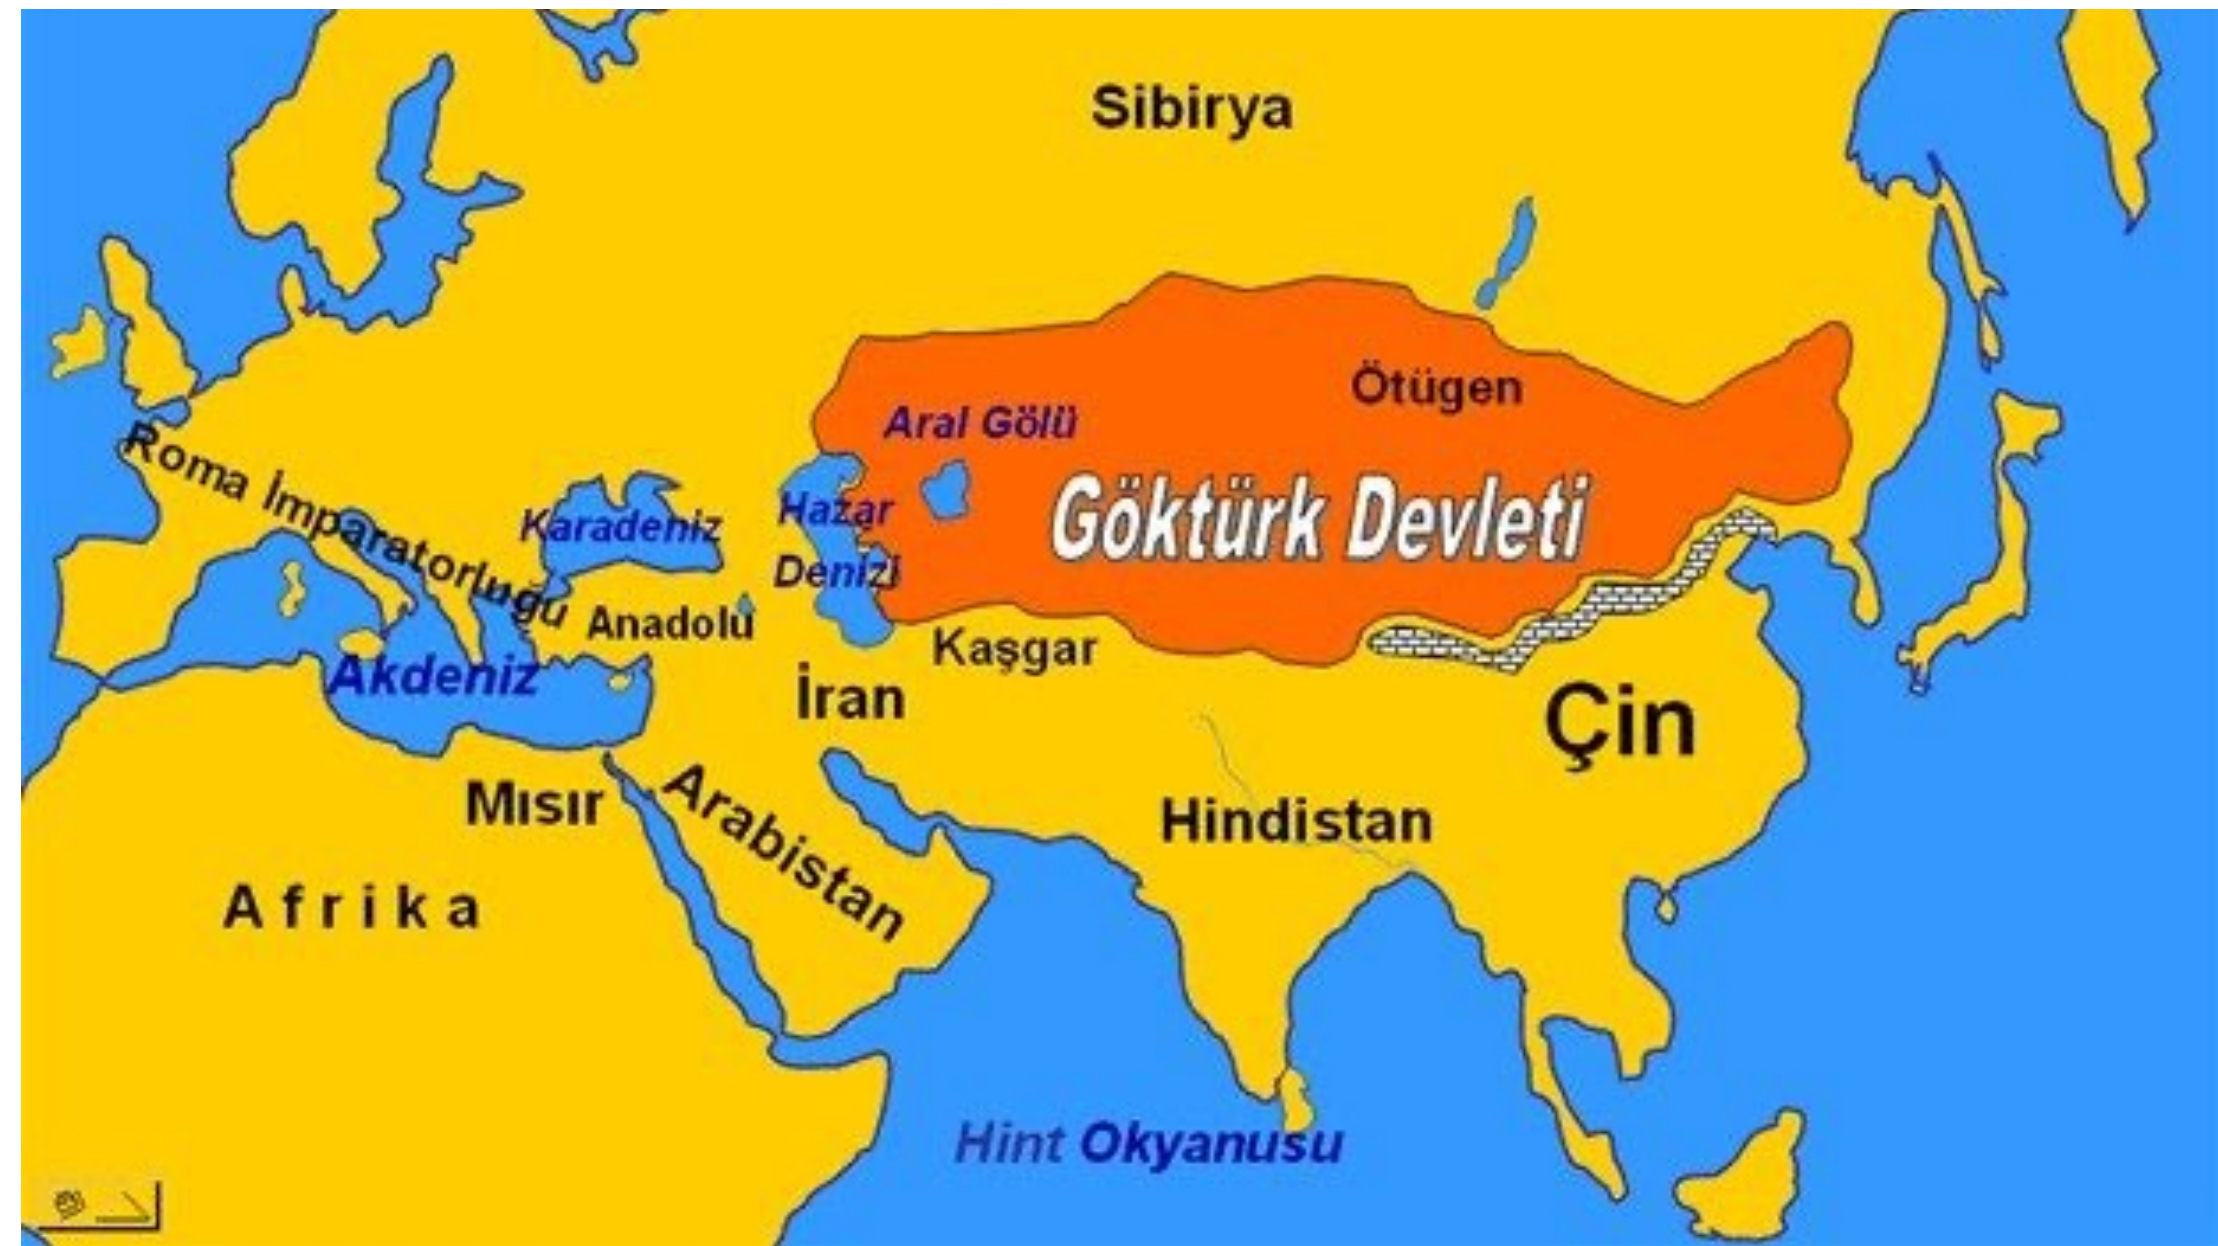 Sibirya
Ötügen
Aral Gölü
Göktürk Devleti
Roma İmparatorluğu
Karadeniz
Hazar
Denizi
Anadolu
Kaşgar
Akdeniz
İran
Çin
Mısır
Arabistan
Hindistan
Afrika
Hint Okyanusu